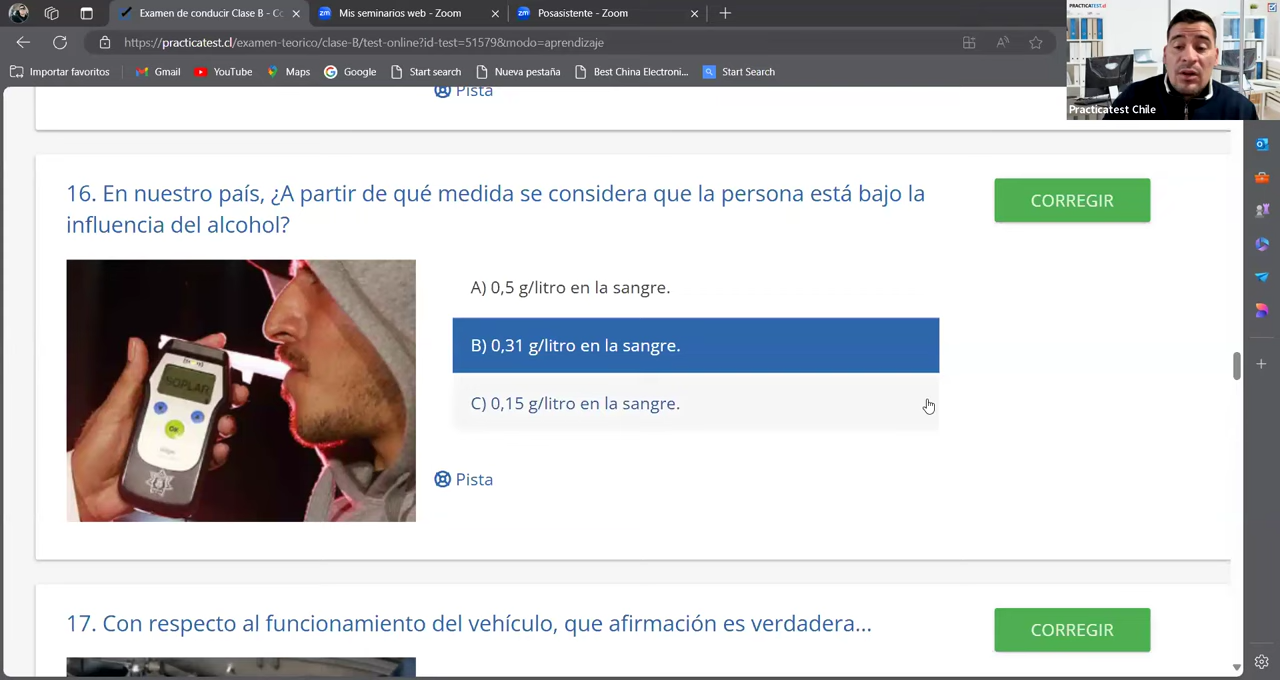 Examen de conducir Clase B - Co
Mis seminarios web - Zoom
Posasistente - Zoom
https://practicatest.cl/examen-teorico/clase-B/test-online?id-test=51579&modo=aprendizaje
Importar favoritos
Gmail
YouTube
Maps
Google
Start search
Nueva pestaña
Best China Electroni...
Start Search
PRACTICATEST.cl
Practicatest Chile
Pista
16. En nuestro país, ¿A partir de qué medida se considera que la persona está bajo la
influencia del alcohol?
CORREGIR
SOPLAR
OK
A) 0,5 g/litro en la sangre.
B) 0,31 g/litro en la sangre.
C) 0,15 g/litro en la sangre.
Pista
17. Con respecto al funcionamiento del vehículo, que afirmación es verdadera...
CORREGIR